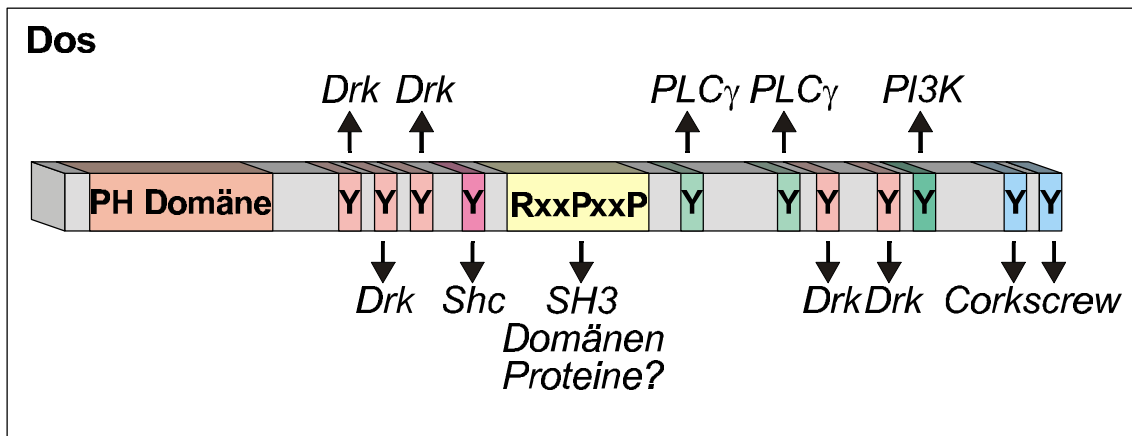 Dos
Drk Drk PLCγ PLCγ PI3K
PH Domäne Y Y Y Y RxxPxxP Y Y Y Y Y Y Y
Drk Shc SH3 Drk Drk Corkscrew
Domänen
Proteine?